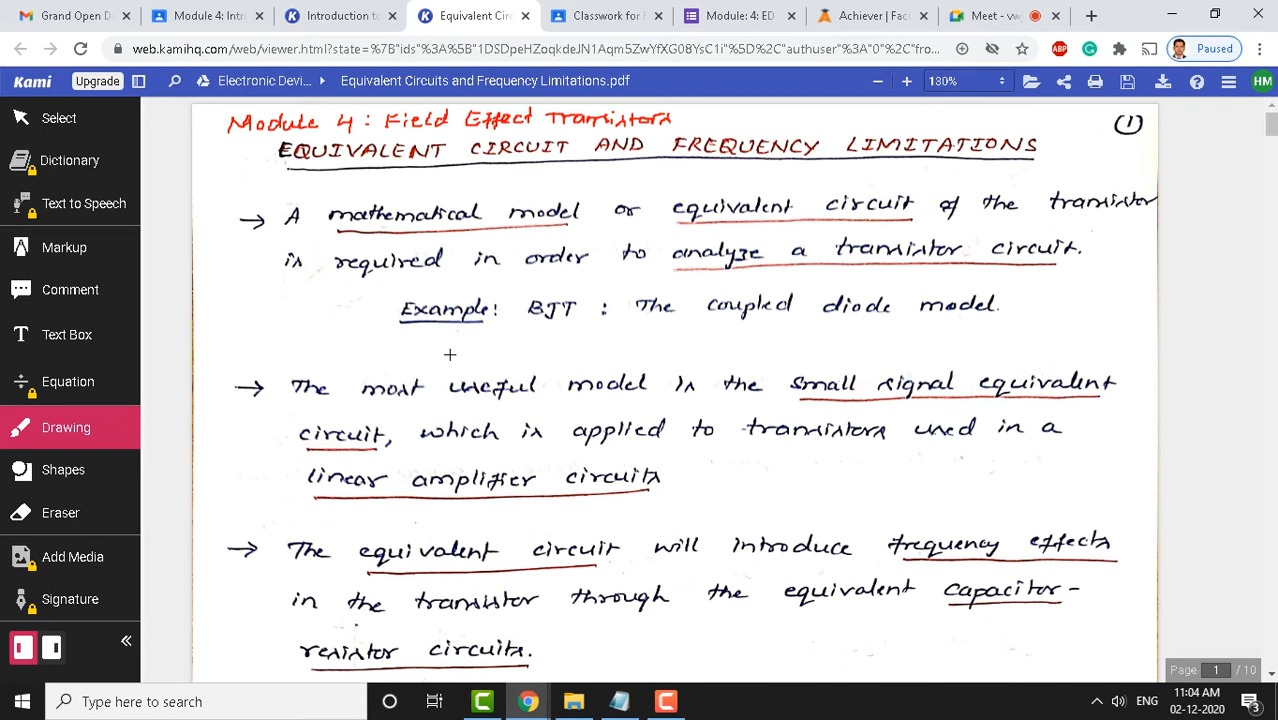 Grand Open D
Module 4: Intr
Introduction to
Equivalent Circ
Classwork for E
Module: 4: ED -
Achiever | Fac
Meet - vw
web.kamihq.com/web/viewer.html?state=%7B"ids"%3A%5B"1DSDpeHZoqkdeJN1Aqm5ZwYfXG08YsC1i"%5D%2C"authuser"%3A"0"%2C"fro...
ABP
Paused
Kami
Upgrade
Electronic Devi...
Equivalent Circuits and Frequency Limitations.pdf
180%
HM
Select
Dictionary
Text to Speech
Markup
Comment
Text Box
Equation
Drawing
Shapes
Eraser
Add Media
Signature
Module 4: Field Effect Transistors
(1)
EQUIVALENT CIRCUIT AND FREQUENCY LIMITATIONS
→ A mathematical model or equivalent circuit of the transistor
is required in order to analyze a transistor circuit.
Example: BJT : The coupled diode model.
→ The most useful model is the small signal equivalent
circuit, which is applied to transistors used in a
linear amplifier circuits
→ The equivalent circuit will introduce frequency effects
in the transistor through the equivalent capacitor-
resistor circuits.
Page 1 / 10
Type here to search
ENG
11:04 AM
02-12-2020
3